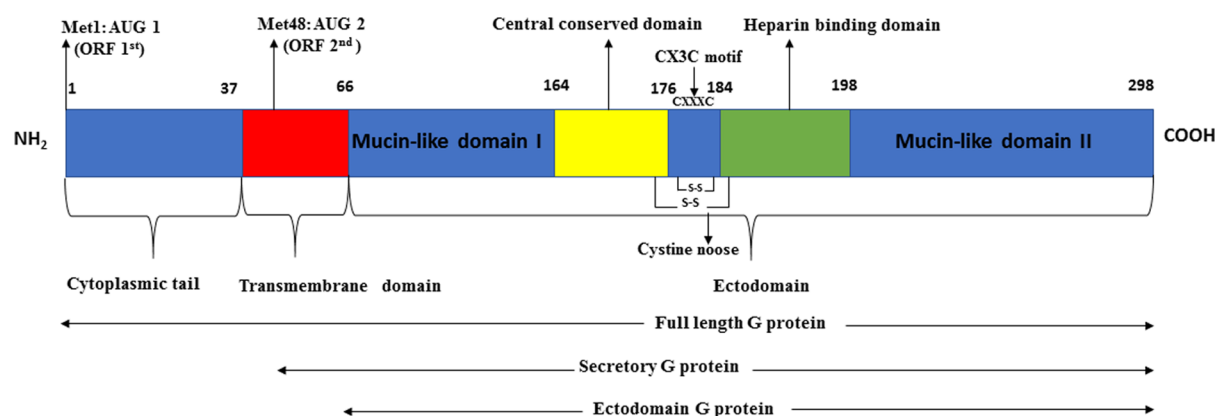 Met1: AUG 1
(ORF 1st)
Met48: AUG 2
(ORF 2nd )
Central conserved domain
Heparin binding domain
CX3C motif
1 37 66 164 176 184 198 298
CXXXC
NH2 Mucin-like domain I Mucin-like domain II COOH
S-S
S-S
Cystine noose
Cytoplasmic tail Transmembrane domain Ectodomain
Full length G protein
Secretory G protein
Ectodomain G protein